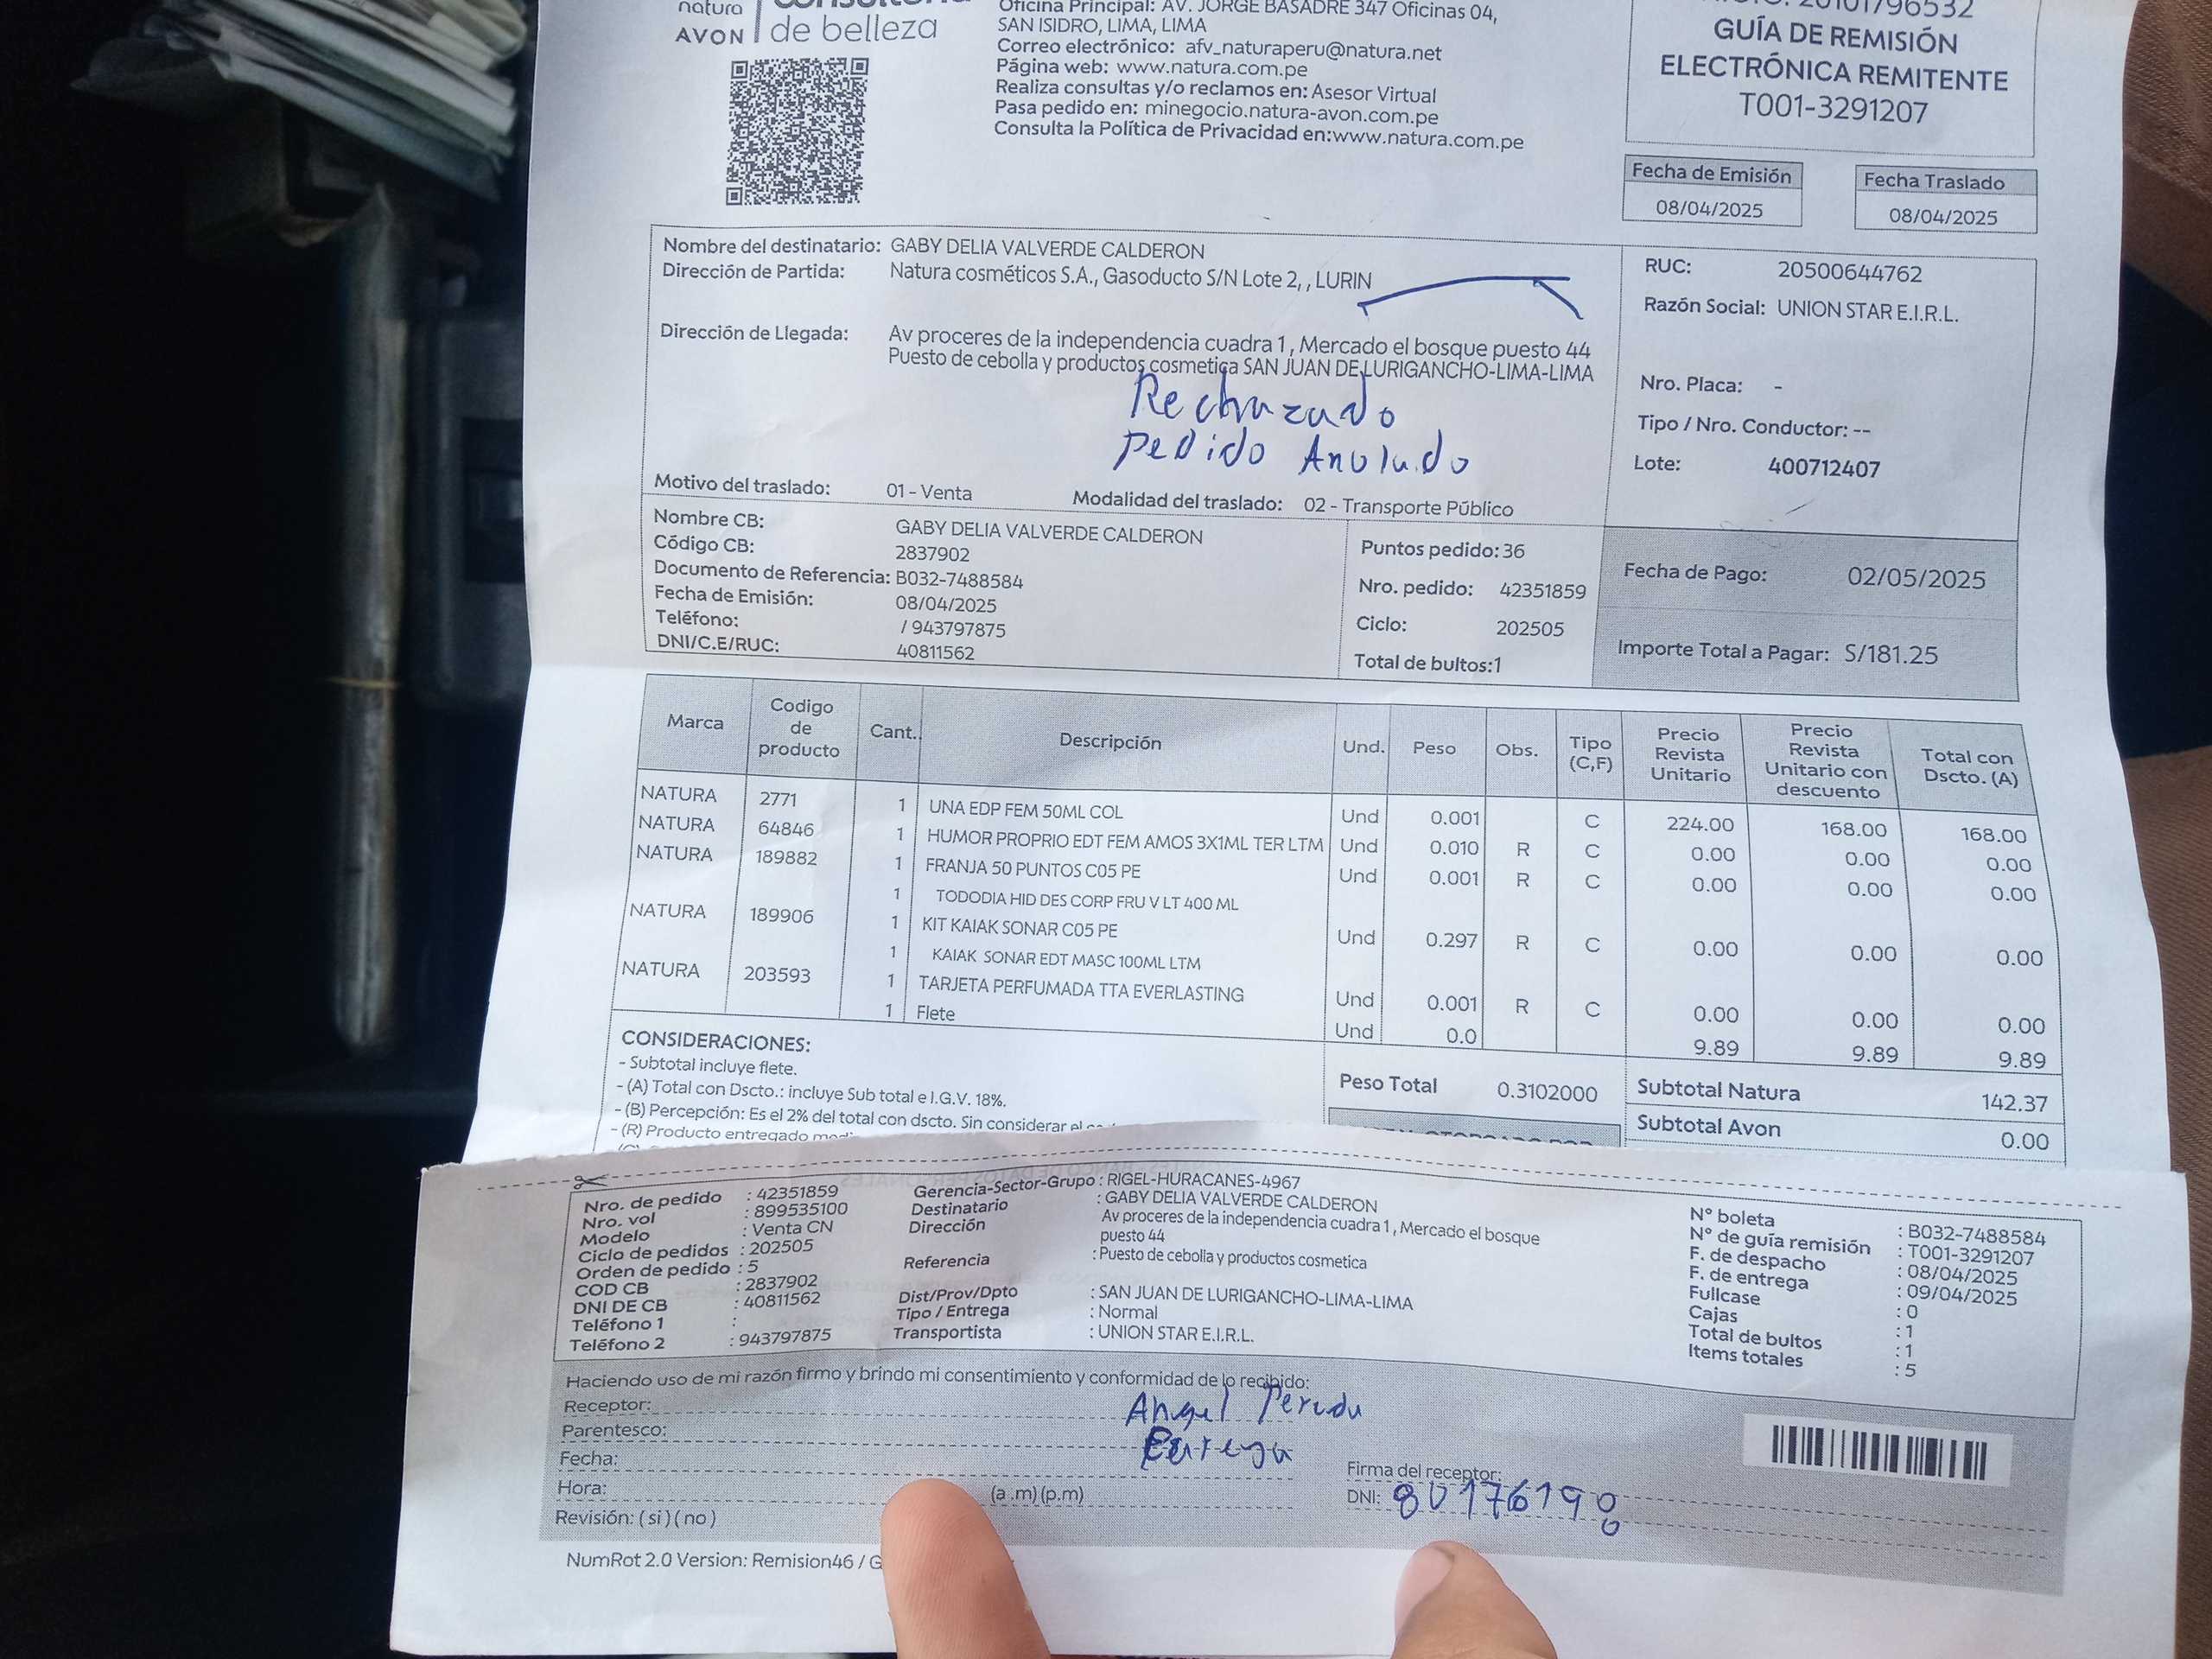 natura
AVON
de belleza
Oficina Principal: AV. JORGE BASADRE 347 Oficinas 04,
SAN ISIDRO, LIMA, LIMA
Correo electrónico: afv_naturaperu@natura.net
Página web: www.natura.com.pe
Realiza consultas y/o reclamos en: Asesor Virtual
Pasa pedido en: minegocio.natura-avon.com.pe
Consulta la Política de Privacidad en:www.natura.com.pe
20101796532
GUÍA DE REMISIÓN
ELECTRÓNICA REMITENTE
T001-3291207
Fecha de Emisión
08/04/2025
Fecha Traslado
08/04/2025
Nombre del destinatario: GABY DELIA VALVERDE CALDERON
Dirección de Partida: Natura cosméticos S.A., Gasoducto S/N Lote 2, , LURIN
Dirección de Llegada: Av proceres de la independencia cuadra 1 , Mercado el bosque puesto 44
Puesto de cebolla y productos cosmetica SAN JUAN DE LURIGANCHO-LIMA-LIMA
Rechazado
Pedido Anulado
Motivo del traslado: 01 - Venta Modalidad del traslado: 02 - Transporte Público
RUC: 20500644762
Razón Social: UNION STAR E.I.R.L.
Nro. Placa: -
Tipo / Nro. Conductor: --
Lote: 400712407
Nombre CB: GABY DELIA VALVERDE CALDERON
Código CB: 2837902
Documento de Referencia: B032-7488584
Fecha de Emisión: 08/04/2025
Teléfono: / 943797875
DNI/C.E/RUC: 40811562
Puntos pedido: 36
Nro. pedido: 42351859
Ciclo: 202505
Total de bultos:1
Fecha de Pago: 02/05/2025
Importe Total a Pagar: S/181.25
Marca Codigo de producto Cant. Descripción Und. Peso Obs. Tipo (C,F) Precio Revista Unitario Precio Revista Unitario con descuento Total con Dscto. (A)
NATURA 2771 1 UNA EDP FEM 50ML COL Und 0.001 C 224.00 168.00 168.00
NATURA 64846 1 HUMOR PROPRIO EDT FEM AMOS 3X1ML TER LTM Und 0.010 R C 0.00 0.00 0.00
NATURA 189882 1 FRANJA 50 PUNTOS C05 PE Und 0.001 R C 0.00 0.00 0.00
1 TODODIA HID DES CORP FRU V LT 400 ML
NATURA 189906 1 KIT KAIAK SONAR C05 PE Und 0.297 R C 0.00 0.00 0.00
1 KAIAK SONAR EDT MASC 100ML LTM
NATURA 203593 1 TARJETA PERFUMADA TTA EVERLASTING Und 0.001 R C 0.00 0.00 0.00
1 Flete Und 0.0 9.89 9.89 9.89
CONSIDERACIONES:
- Subtotal incluye flete.
- (A) Total con Dscto.: incluye Sub total e I.G.V. 18%.
- (B) Percepción: Es el 2% del total con dscto. Sin considerar el
- (R) Producto entregado
Peso Total 0.3102000
Subtotal Natura 142.37
Subtotal Avon 0.00
Nro. de pedido : 42351859
Nro. vol : 899535100
Modelo : Venta CN
Ciclo de pedidos : 202505
Orden de pedido : 5
COD CB : 2837902
DNI DE CB : 40811562
Teléfono 1 :
Teléfono 2 : 943797875
Gerencia-Sector-Grupo : RIGEL-HURACANES-4967
Destinatario : GABY DELIA VALVERDE CALDERON
Dirección Av proceres de la independencia cuadra 1 , Mercado el bosque
puesto 44
Referencia : Puesto de cebolla y productos cosmetica
Dist/Prov/Dpto : SAN JUAN DE LURIGANCHO-LIMA-LIMA
Tipo / Entrega : Normal
Transportista : UNION STAR E.I.R.L.
N° boleta : B032-7488584
N° de guía remisión : T001-3291207
F. de despacho : 08/04/2025
F. de entrega : 09/04/2025
Fullcase : 0
Cajas : 1
Total de bultos : 1
Items totales : 5
Haciendo uso de mi razón firmo y brindo mi consentimiento y conformidad de lo recibido:
Receptor: Angel Pereda
Parentesco:
Fecha:
Hora: (a .m) (p.m)
Revisión: ( si ) ( no )
Firma del receptor:
DNI: 80176198
NumRot 2.0 Version: Remision46 / G